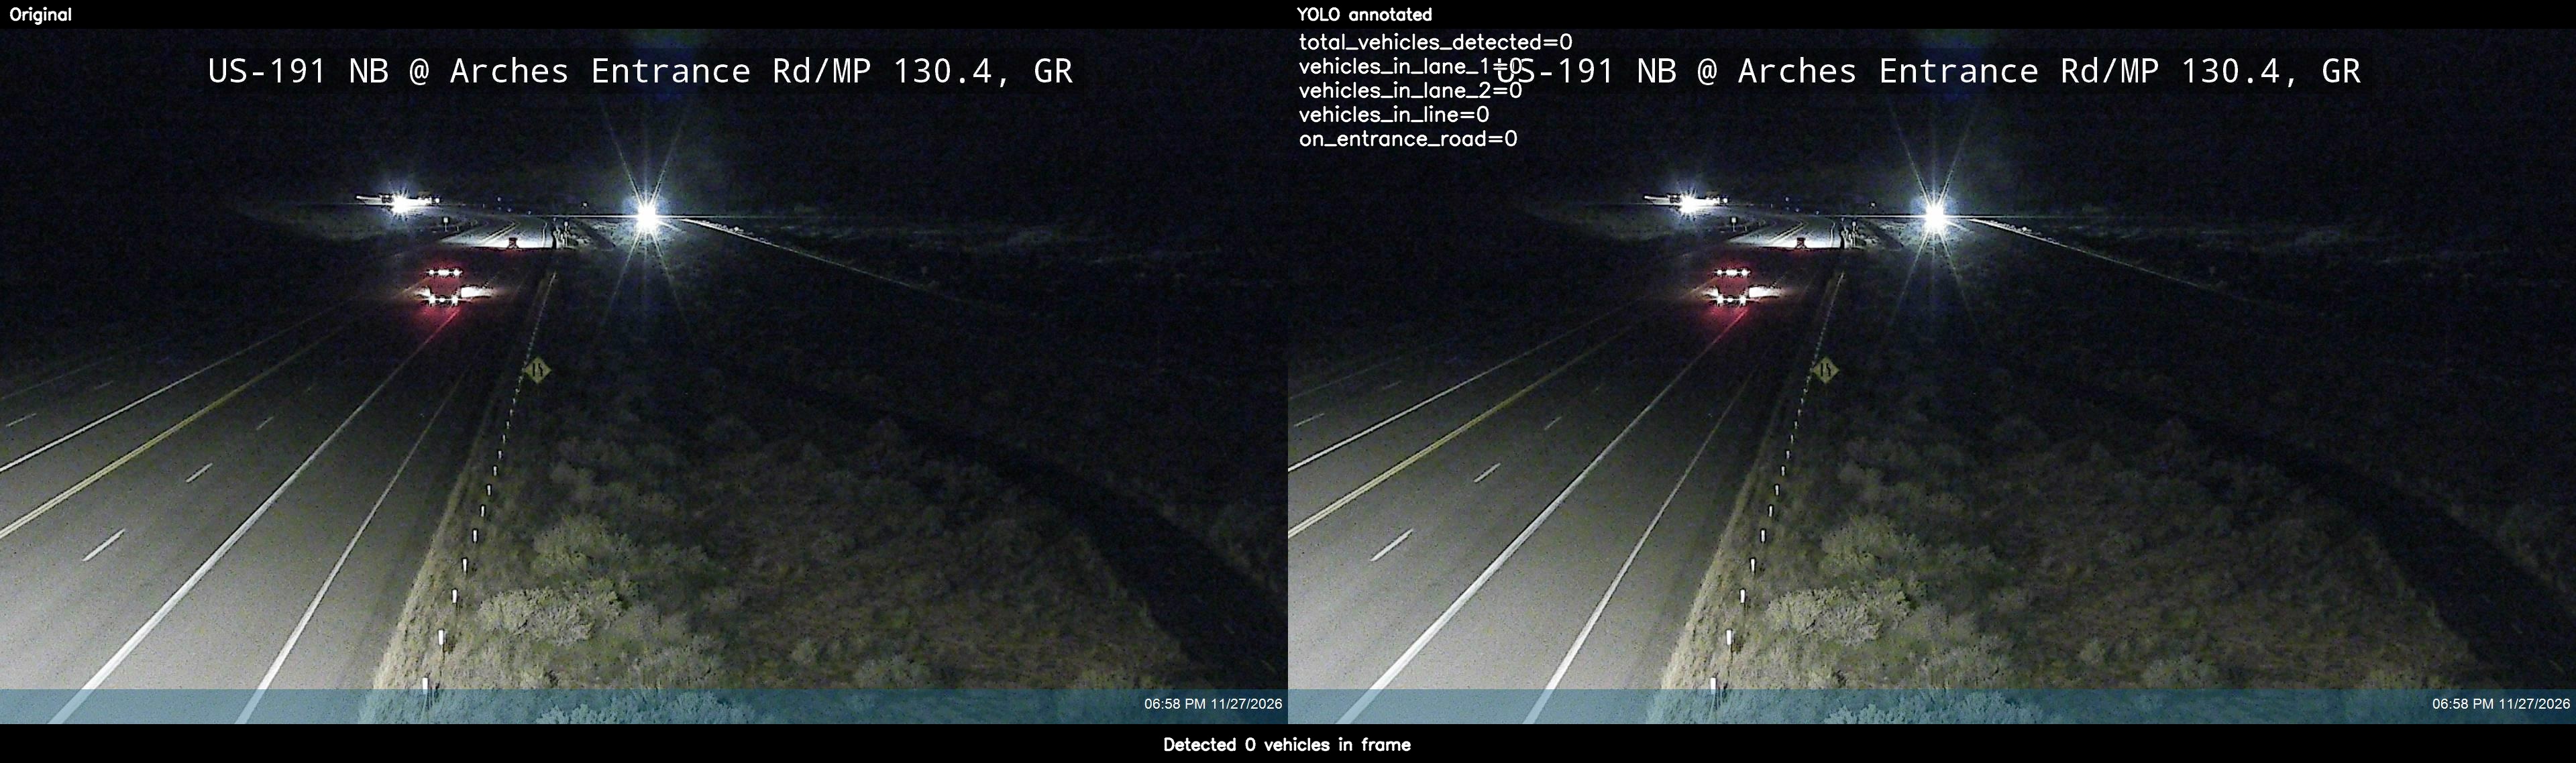 Original
US-191 NB @ Arches Entrance Rd/MP 130.4, GR
06:58 PM 11/27/2026
YOLO annotated
total_vehicles_detected=0
vehicles_in_lane_1=0
US-191 NB @ Arches Entrance Rd/MP 130.4, GR
vehicles_in_lane_2=0
vehicles_in_line=0
on_entrance_road=0
06:58 PM 11/27/2026
Detected 0 vehicles in frame